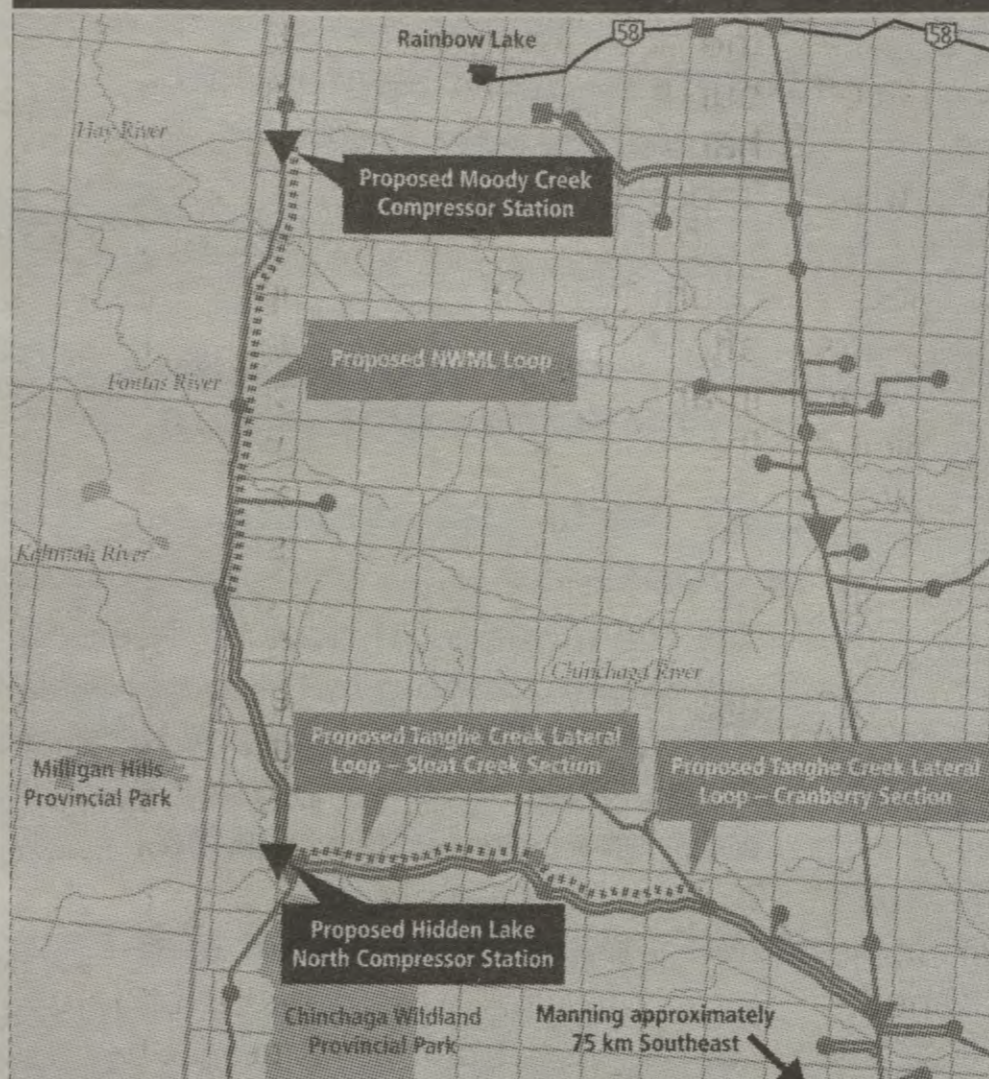 Rainbow Lake
58
58
Hay River
Proposed Moody Creek
Compressor Station
Proposed NWML Loop
Fontas River
Kahntah River
Chinchaga River
Proposed Tanghe Creek Lateral
Loop – Sloat Creek Section
Milligan Hills
Provincial Park
Proposed Tanghe Creek Lateral
Loop – Cranberry Section
Proposed Hidden Lake
North Compressor Station
Chinchaga Wildland
Provincial Park
Manning approximately
75 km Southeast